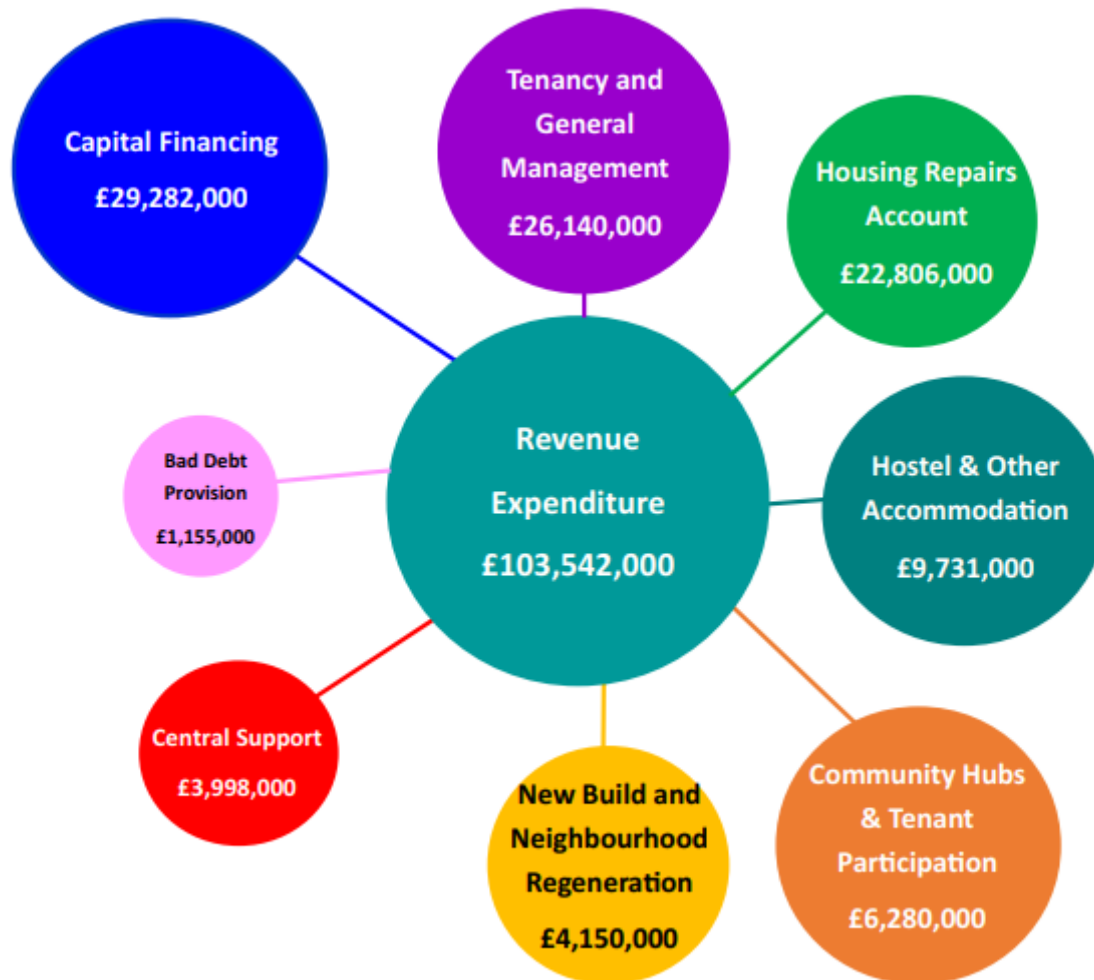 Capital Financing
£29,282,000
Tenancy and
General
Management
£26,140,000
Housing Repairs
Account
£22,806,000
Bad Debt
Provision
£1,155,000
Revenue
Expenditure
£103,542,000
Hostel & Other
Accommodation
£9,731,000
Central Support
£3,998,000
New Build and
Neighbourhood
Regeneration
£4,150,000
Community Hubs
& Tenant
Participation
£6,280,000